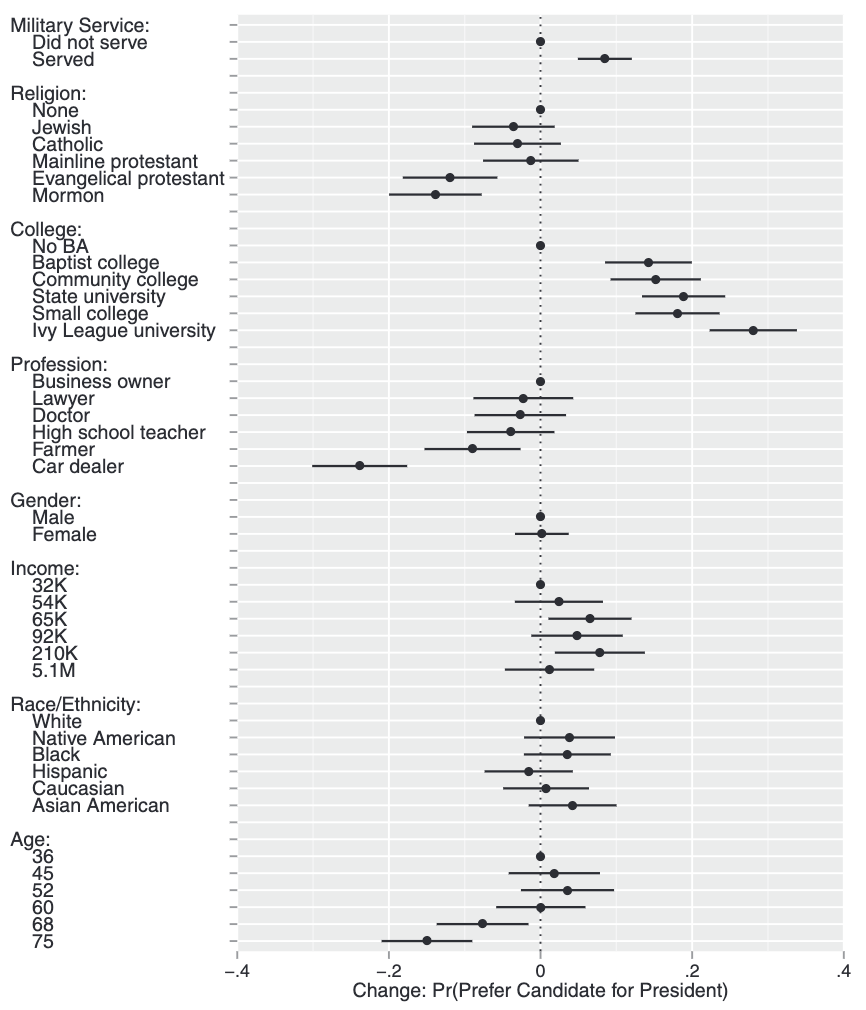 Military Service:
Did not serve
Served
Religion:
None
Jewish
Catholic
Mainline protestant
Evangelical protestant
Mormon
College:
No BA
Baptist college
Community college
State university
Small college
Ivy League university
Profession:
Business owner
Lawyer
Doctor
High school teacher
Farmer
Car dealer
Gender:
Male
Female
Income:
32K
54K
65K
92K
210K
5.1M
Race/Ethnicity:
White
Native American
Black
Hispanic
Caucasian
Asian American
Age:
36
45
52
60
68
75
−.4 −.2 0 .2 .4
Change: Pr(Prefer Candidate for President)